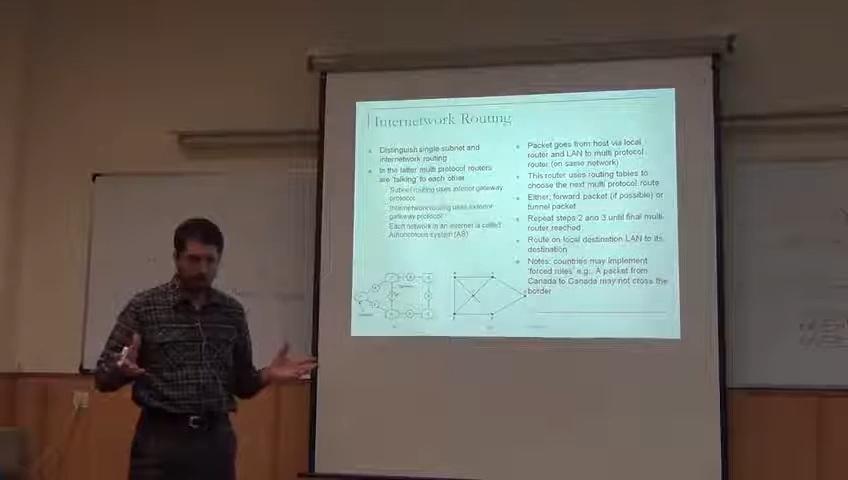 Internetwork Routing
Distinguish single subnet and
internetwork routing
In the latter multi protocol routers
are 'talking' to each other
Subnet routing uses interior gateway
protocol
Internetwork routing uses exterior
gateway protocol
Each network in an internet is called
Autonomous system (AS)
Packet goes from host via local
router and LAN to multi protocol
router (on same network)
This router uses routing tables to
choose the next multi protocol route
Either, forward packet (if possible) or
tunnel packet
Repeat steps 2 and 3 until final multi
router reached
Route on local destination LAN to its
destination
Notes: countries may implement
'forced rules' e.g., A packet from
Canada to Canada may not cross the
border